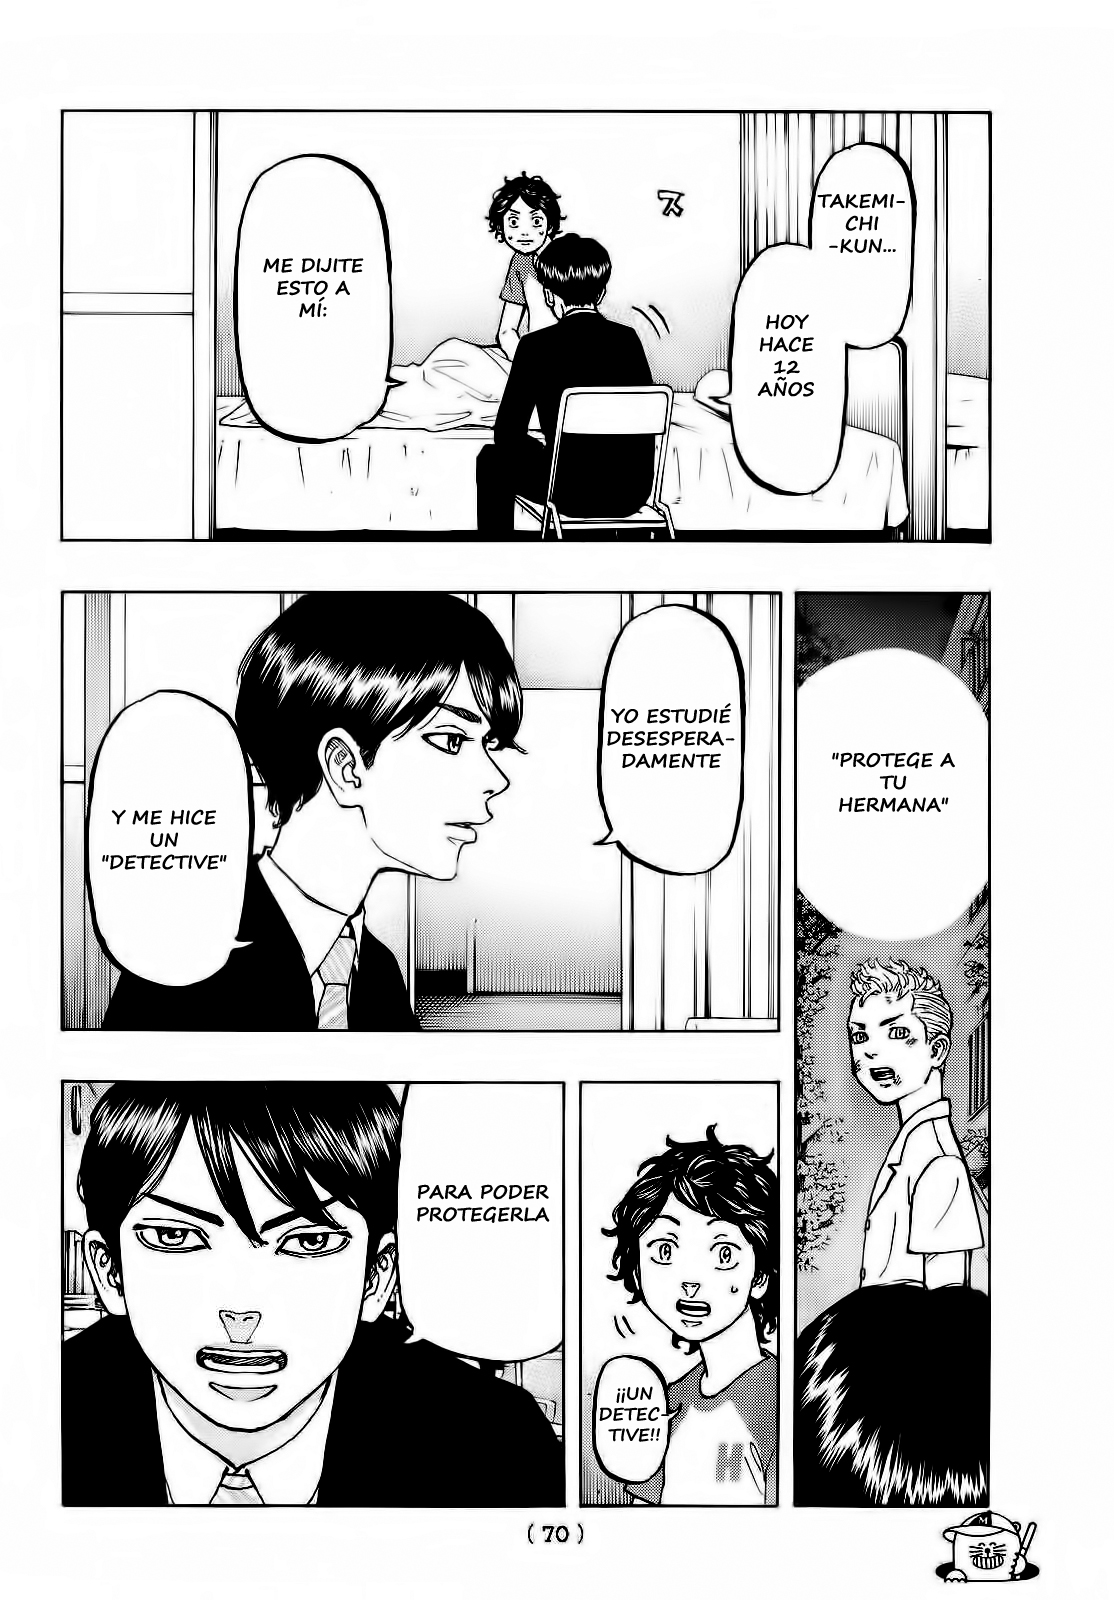 TAKEMI-
CHI
-KUN...
HOY
HACE
12
AÑOS
ス
ME DIJITE
ESTO A
MÍ:
"PROTEGE A
TU
HERMANA"
YO ESTUDIÉ
DESESPERA-
DAMENTE
Y ME HICE
UN
"DETECTIVE"
¡¡UN
DETEC-
TIVE!!
H
PARA PODER
PROTEGERLA
( 70 )
M